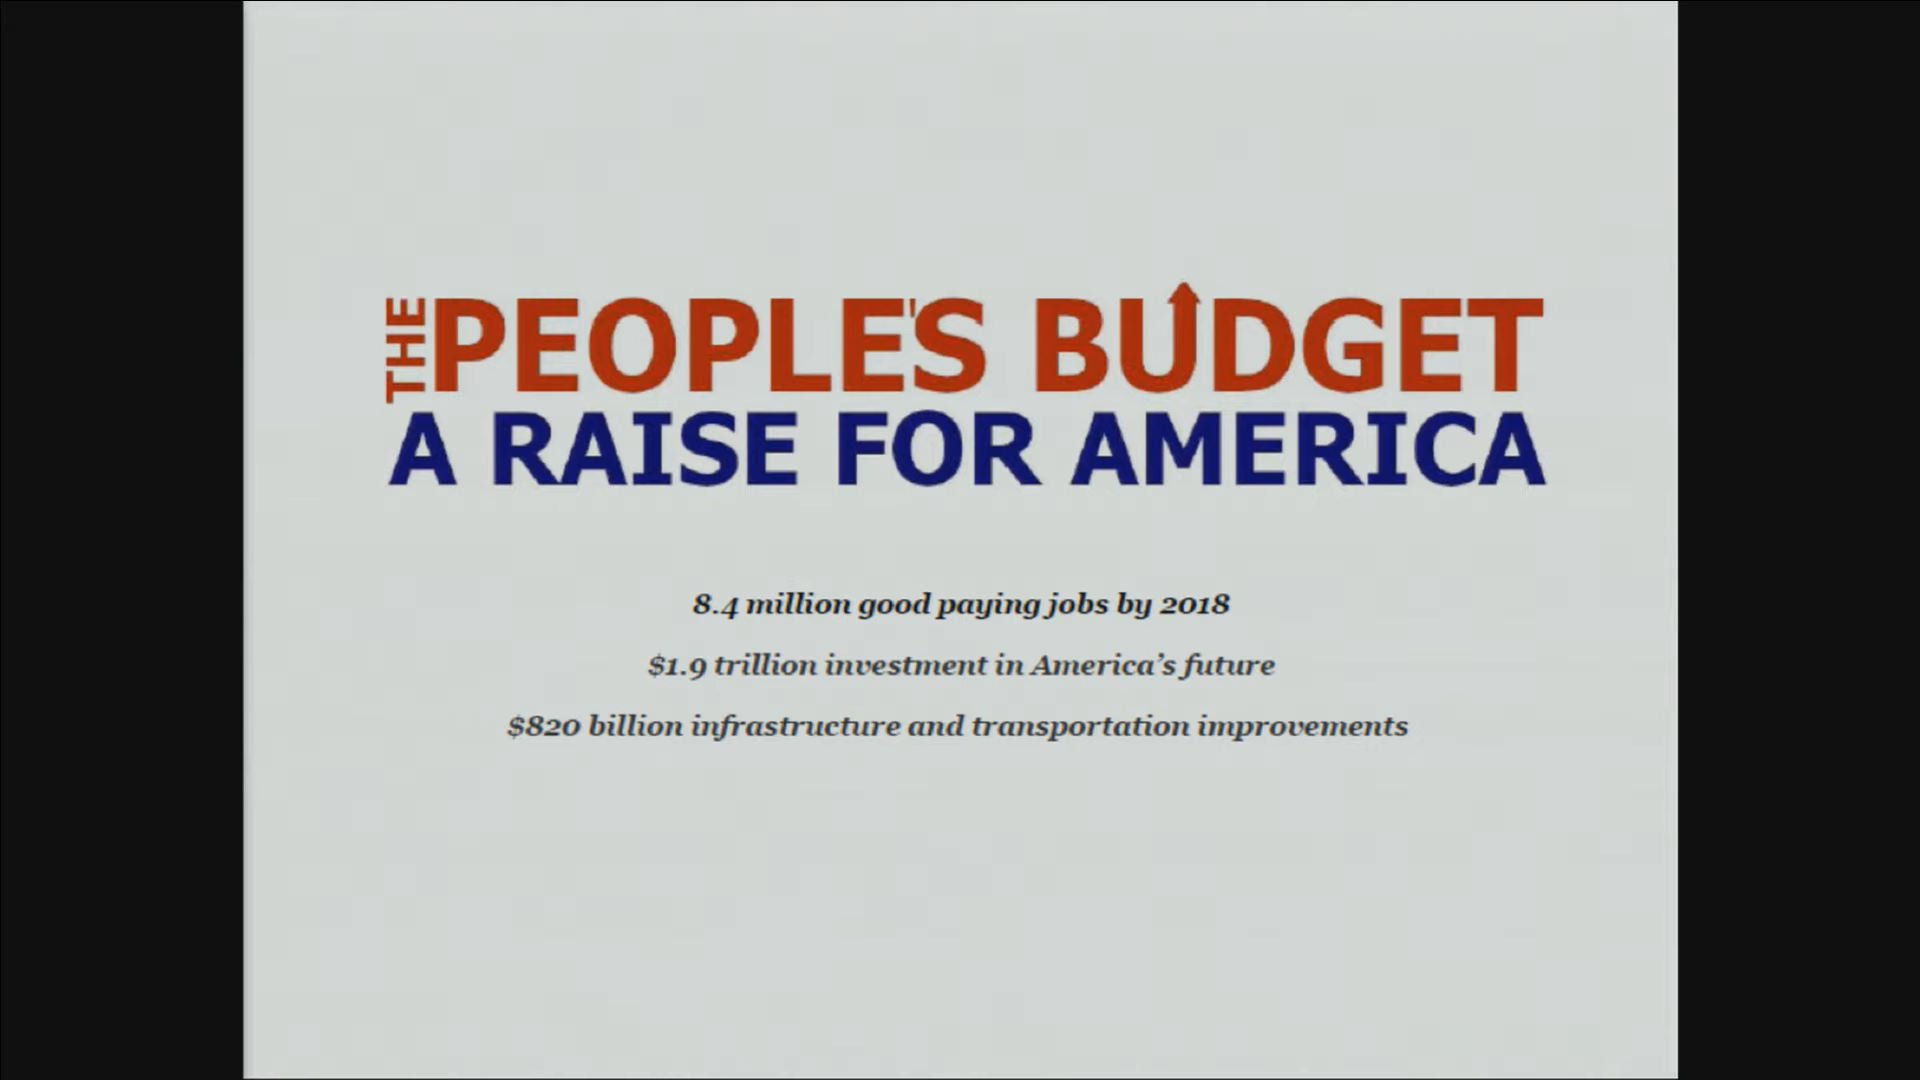 THE PEOPLE'S BUDGET
A RAISE FOR AMERICA
8.4 million good paying jobs by 2018
$1.9 trillion investment in America’s future
$820 billion infrastructure and transportation improvements